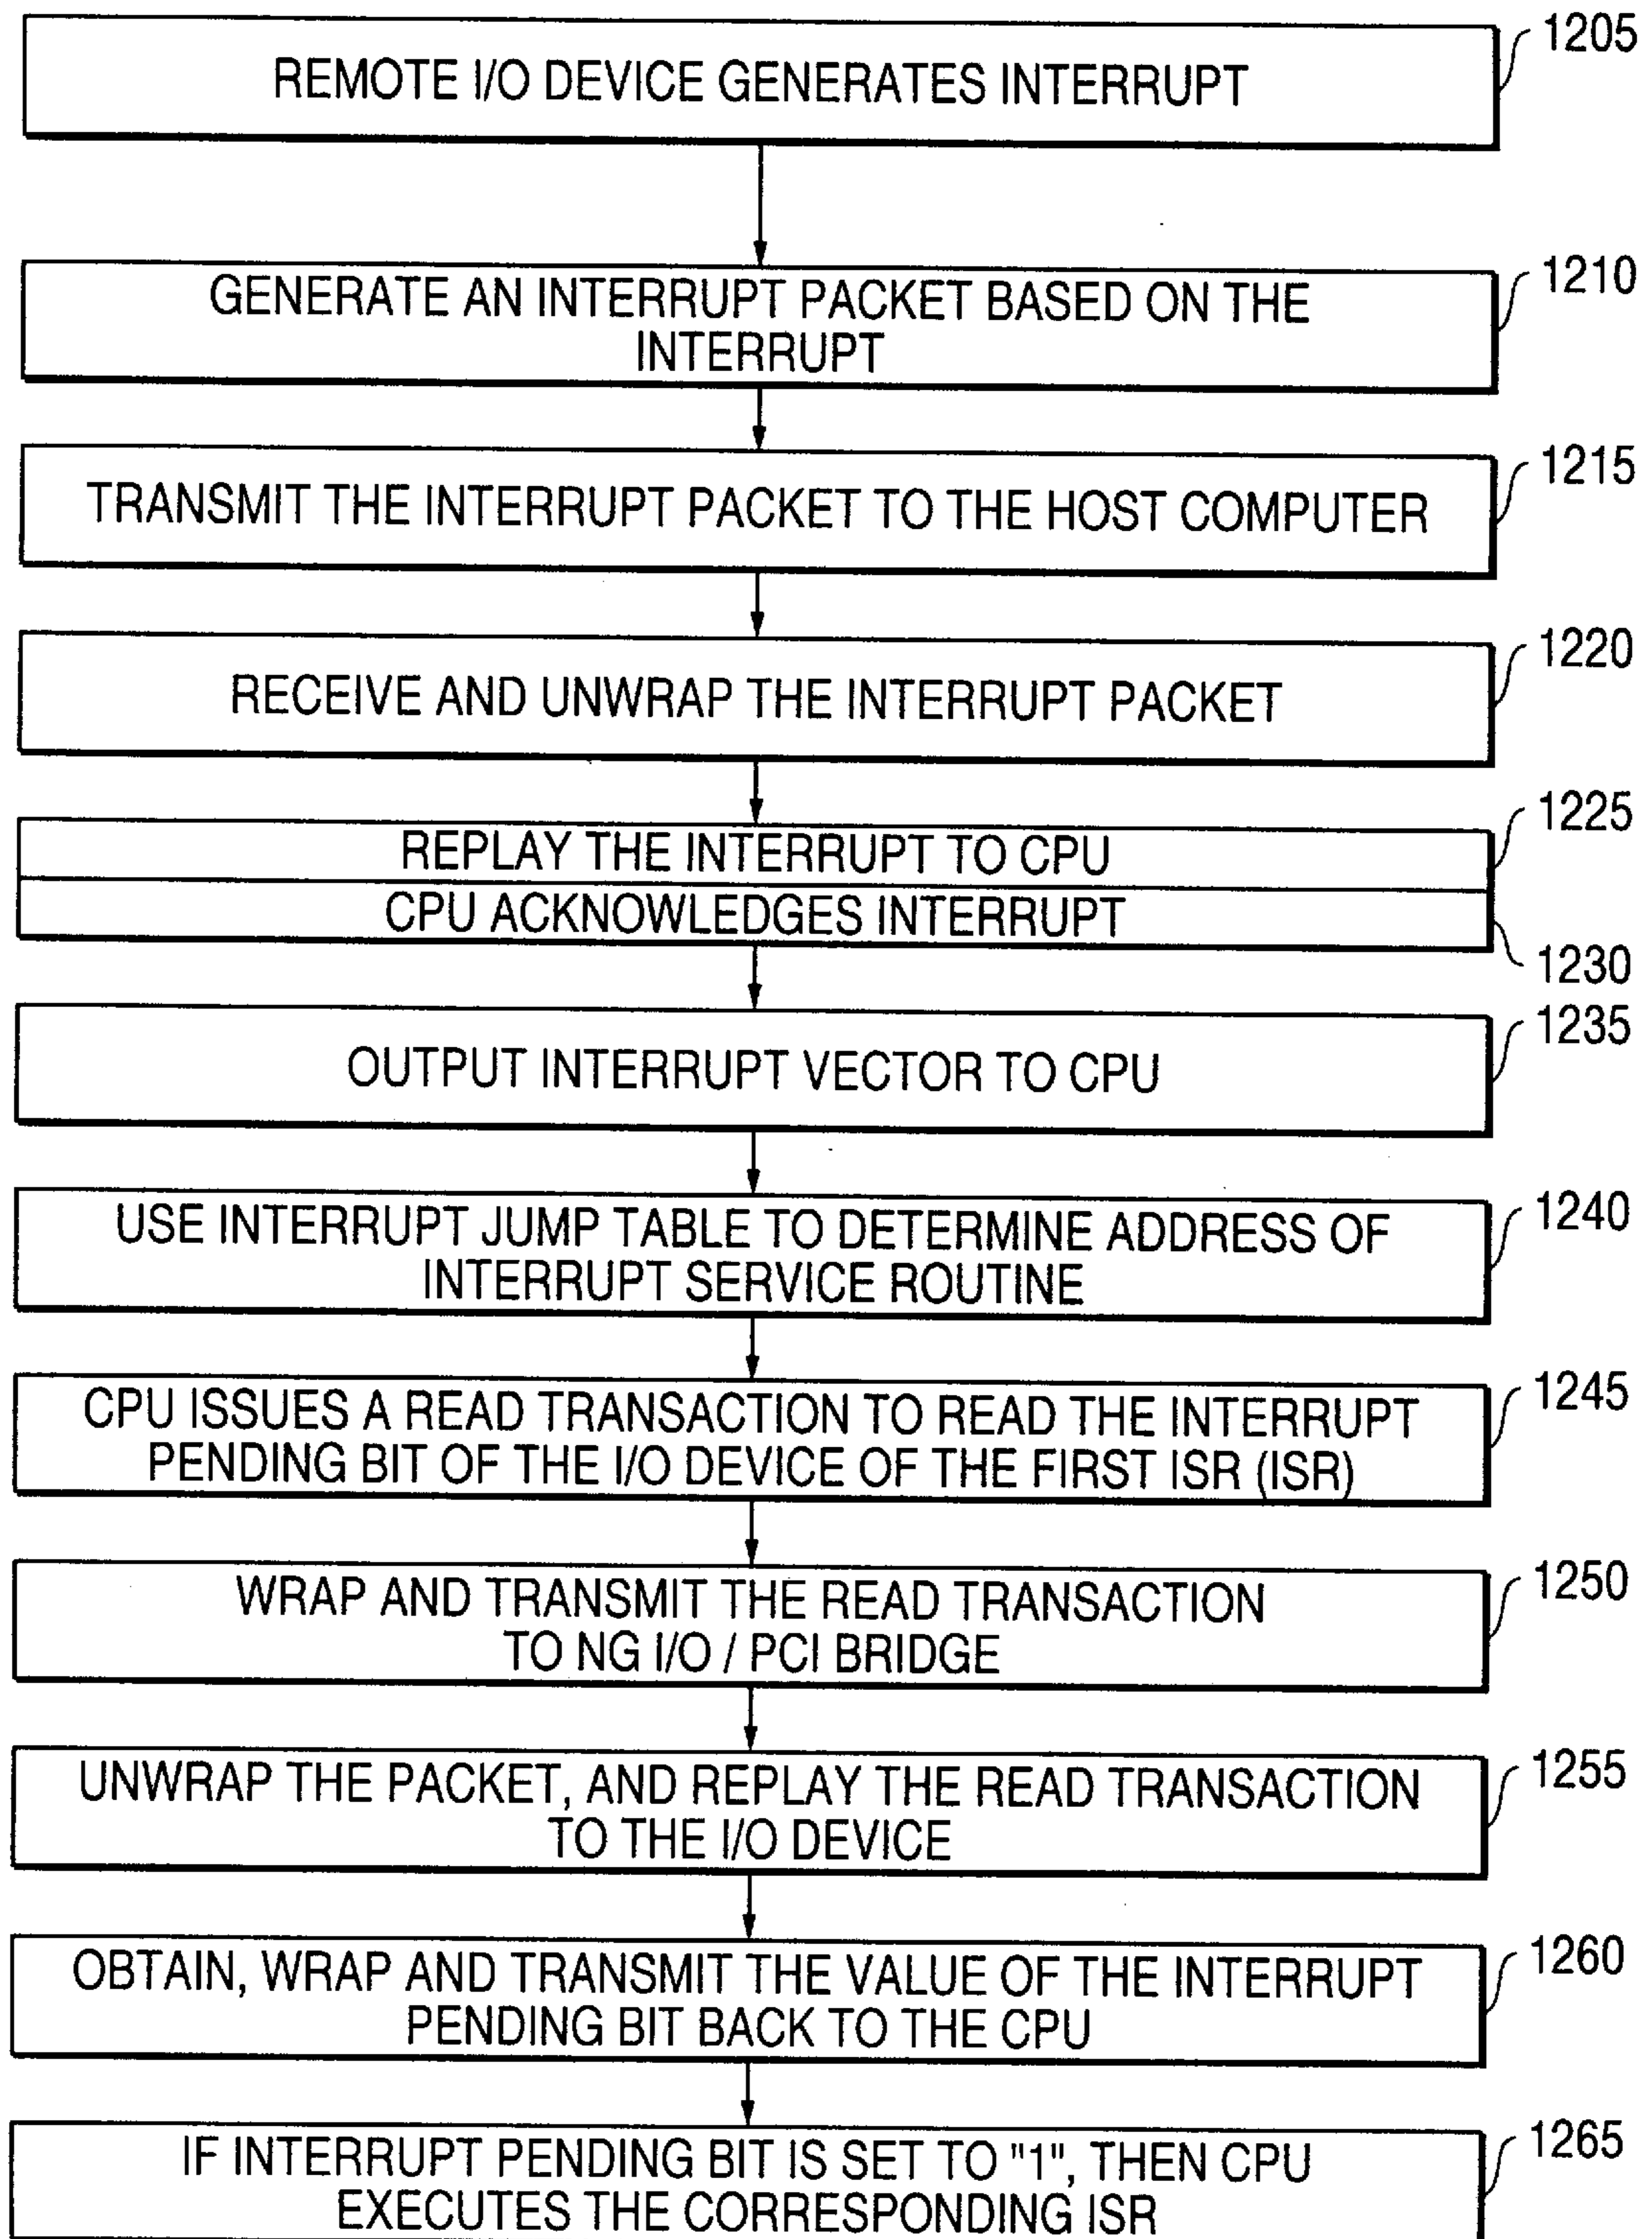 1205
REMOTE I/O DEVICE GENERATES INTERRUPT
1210
GENERATE AN INTERRUPT PACKET BASED ON THE
INTERRUPT
1215
TRANSMIT THE INTERRUPT PACKET TO THE HOST COMPUTER
1220
RECEIVE AND UNWRAP THE INTERRUPT PACKET
1225
REPLAY THE INTERRUPT TO CPU
CPU ACKNOWLEDGES INTERRUPT
1230
1235
OUTPUT INTERRUPT VECTOR TO CPU
1240
USE INTERRUPT JUMP TABLE TO DETERMINE ADDRESS OF
INTERRUPT SERVICE ROUTINE
1245
CPU ISSUES A READ TRANSACTION TO READ THE INTERRUPT
PENDING BIT OF THE I/O DEVICE OF THE FIRST ISR (ISR)
1250
WRAP AND TRANSMIT THE READ TRANSACTION
TO NG I/O / PCI BRIDGE
1255
UNWRAP THE PACKET, AND REPLAY THE READ TRANSACTION
TO THE I/O DEVICE
1260
OBTAIN, WRAP AND TRANSMIT THE VALUE OF THE INTERRUPT
PENDING BIT BACK TO THE CPU
1265
IF INTERRUPT PENDING BIT IS SET TO "1", THEN CPU
EXECUTES THE CORRESPONDING ISR